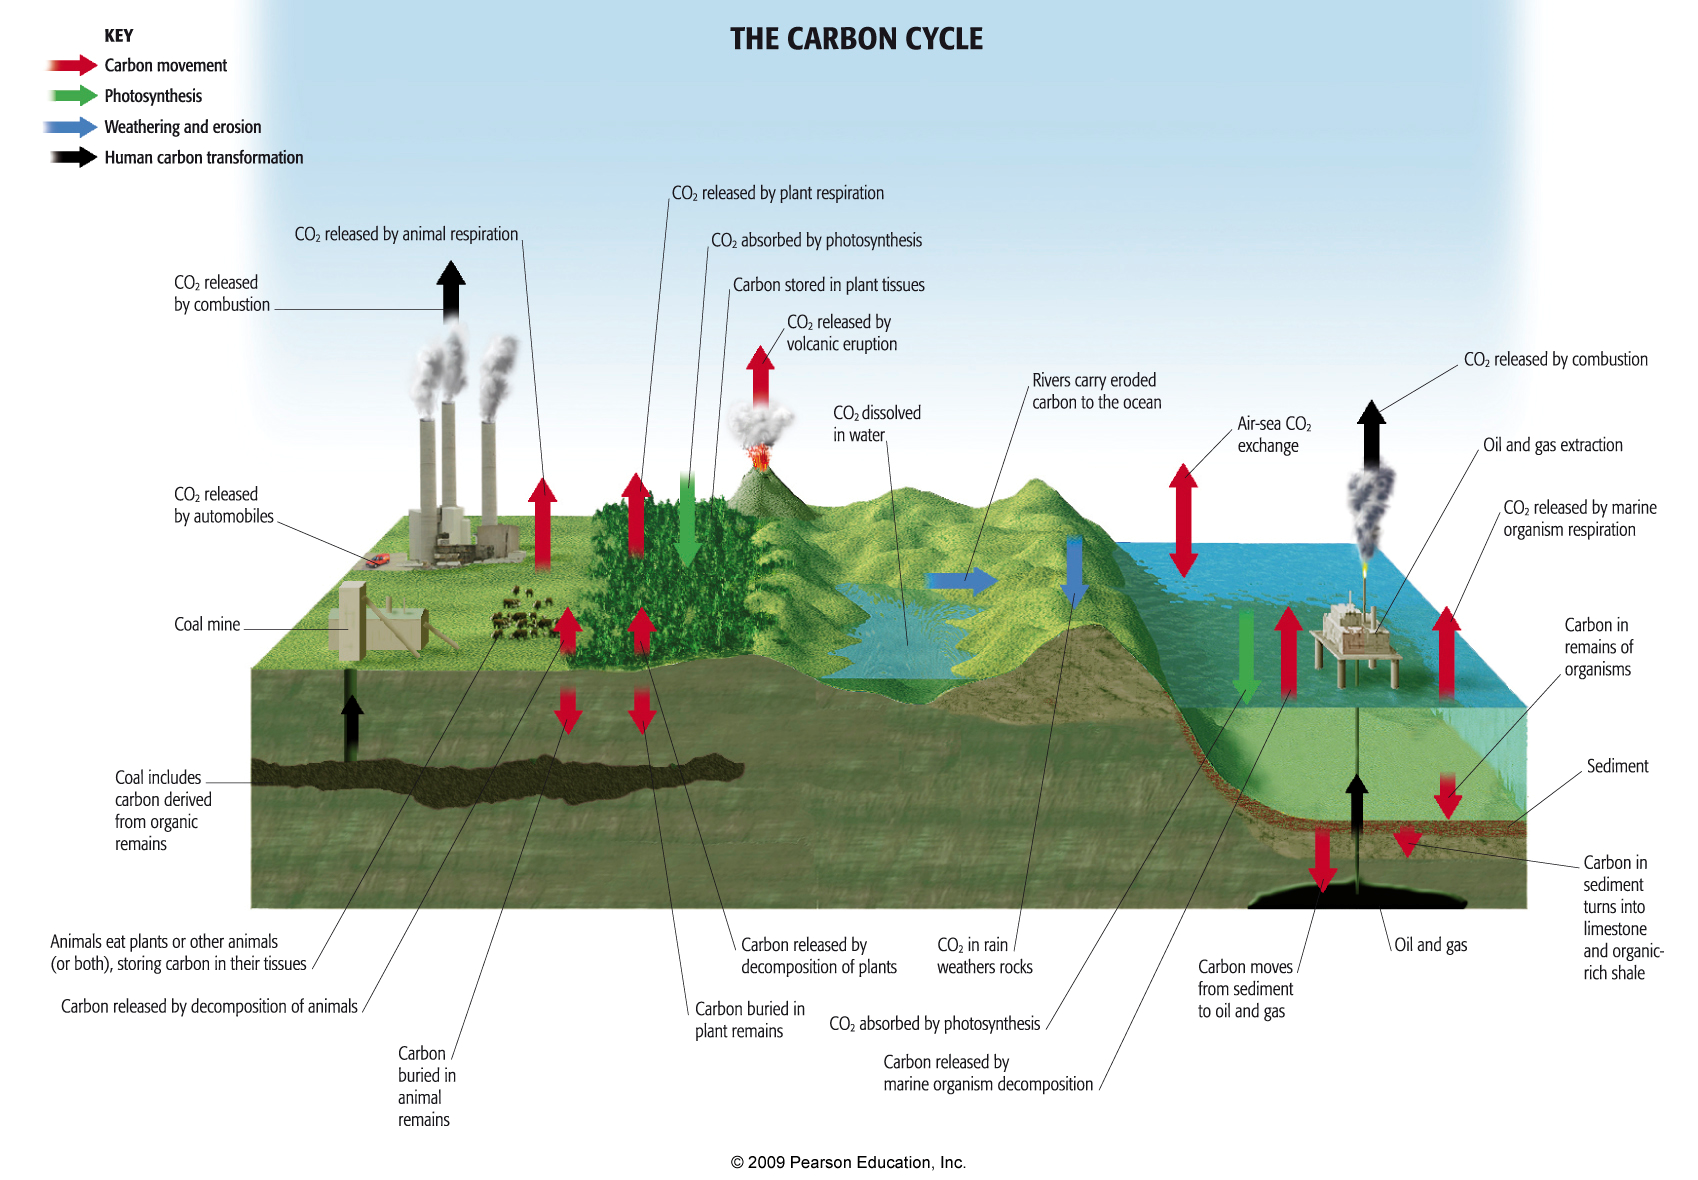 THE CARBON CYCLE
KEY
Carbon movement
Photosynthesis
Weathering and erosion
Human carbon transformation
CO₂ released by plant respiration
CO₂ released by animal respiration
CO₂ absorbed by photosynthesis
CO₂ released
by combustion
Carbon stored in plant tissues
CO₂ released by
volcanic eruption
CO₂ released by combustion
Rivers carry eroded
carbon to the ocean
CO₂ dissolved
in water
Air-sea CO₂
exchange
Oil and gas extraction
CO₂ released
by automobiles
CO₂ released by marine
organism respiration
Coal mine
Carbon in
remains of
organisms
Sediment
Coal includes
carbon derived
from organic
remains
Carbon in
sediment
turns into
limestone
and organic-
rich shale
Animals eat plants or other animals
(or both), storing carbon in their tissues
Carbon released by
decomposition of plants
CO₂ in rain
weathers rocks
Oil and gas
Carbon moves
from sediment
to oil and gas
Carbon released by decomposition of animals
Carbon buried in
plant remains
CO₂ absorbed by photosynthesis
Carbon
buried in
animal
remains
Carbon released by
marine organism decomposition
© 2009 Pearson Education, Inc.